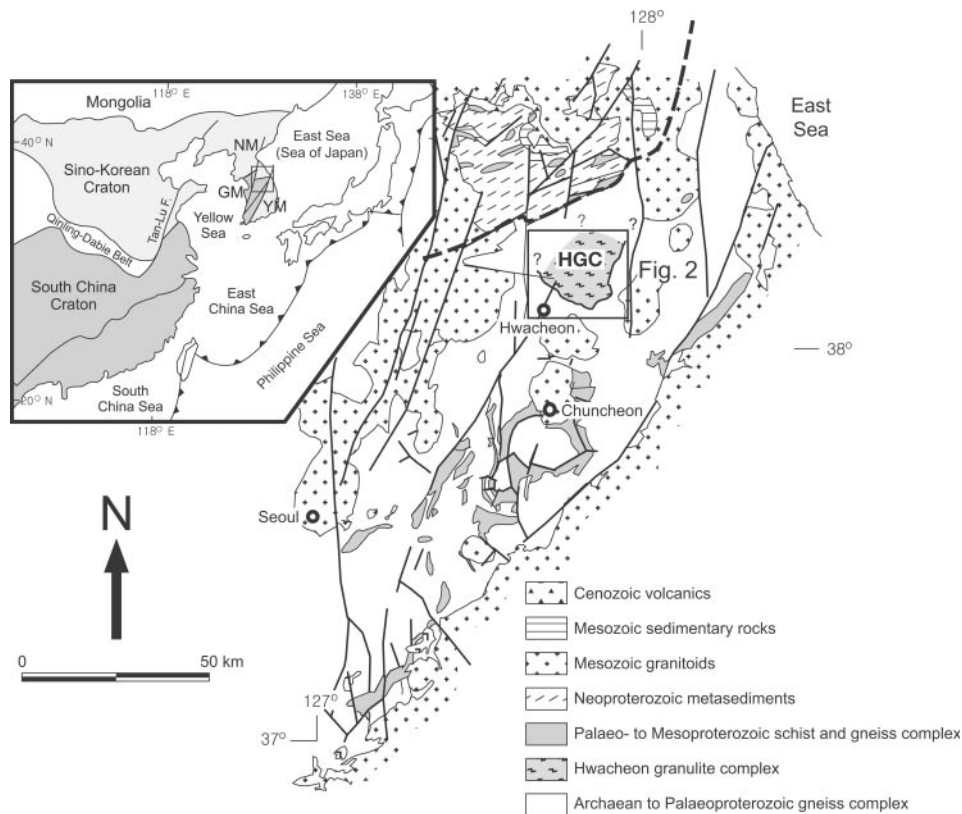 128°
118°E
138°E
Mongolia
40°N
East Sea
(Sea of Japan)
NM
Sino-Korean
Craton
GM
YM
Tan-Lu F.
Yellow
Sea
Qinling-Dabie Belt
South China
Craton
East
China Sea
Philippine Sea
South
China Sea
20°N
118°E
East
Sea
?
?
?
HGC
Fig. 2
Hwacheon
38°
Chuncheon
Seoul
N
0
50 km
127°
37°
Cenozoic volcanics
Mesozoic sedimentary rocks
Mesozoic granitoids
Neoproterozoic metasediments
Palaeo- to Mesoproterozoic schist and gneiss complex
Hwacheon granulite complex
Archaean to Palaeoproterozoic gneiss complex